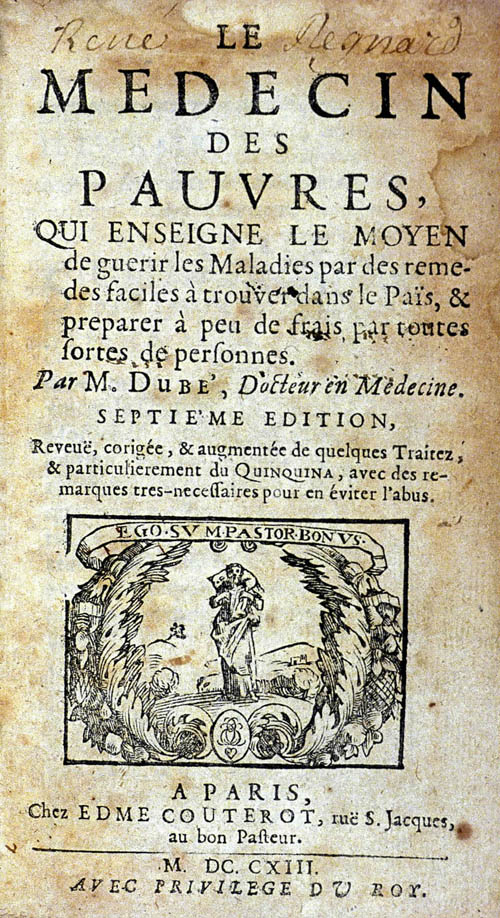 René Regnard
LE
MEDECIN
DES
PAUVRES,
QUI ENSEIGNE LE MOYEN
de guerir les Maladies par des reme-
des faciles à trouver dans le Païs, &
preparer à peu de frais par toutes
ſortes de perſonnes.
Par M. DUBE', Docteur en Medecine.
SEPTIE'ME EDITION,
Reveuë, corigée, & augmentée de quelques Traitez,
& particulierement du QUINQUINA, avec des re-
marques tres-neceſſaires pour en éviter l'abus.
EGO·SVM·PASTOR·BONVS·
A PARIS,
Chez EDME COUTEROT, ruë S. Jacques,
au bon Paſteur.
M. DC. CXIII.
AVEC PRIVILEGE DU ROY.